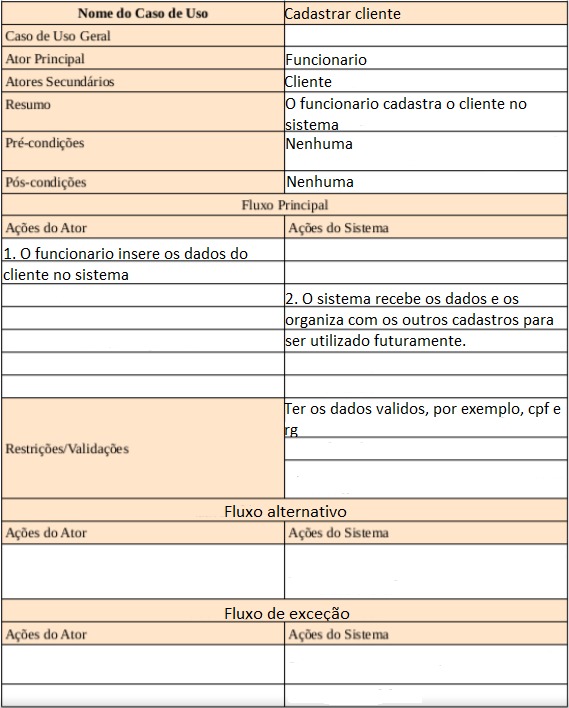 Nome do Caso de Uso Cadastrar cliente
Caso de Uso Geral
Ator Principal Funcionario
Atores Secundários Cliente
Resumo O funcionario cadastra o cliente no
sistema
Pré-condições Nenhuma
Pós-condições Nenhuma
Fluxo Principal
Ações do Ator Ações do Sistema
1. O funcionario insere os dados do
cliente no sistema
2. O sistema recebe os dados e os
organiza com os outros cadastros para
ser utilizado futuramente.
Restrições/Validações Ter os dados validos, por exemplo, cpf e
rg
Fluxo alternativo
Ações do Ator Ações do Sistema
Fluxo de exceção
Ações do Ator Ações do Sistema